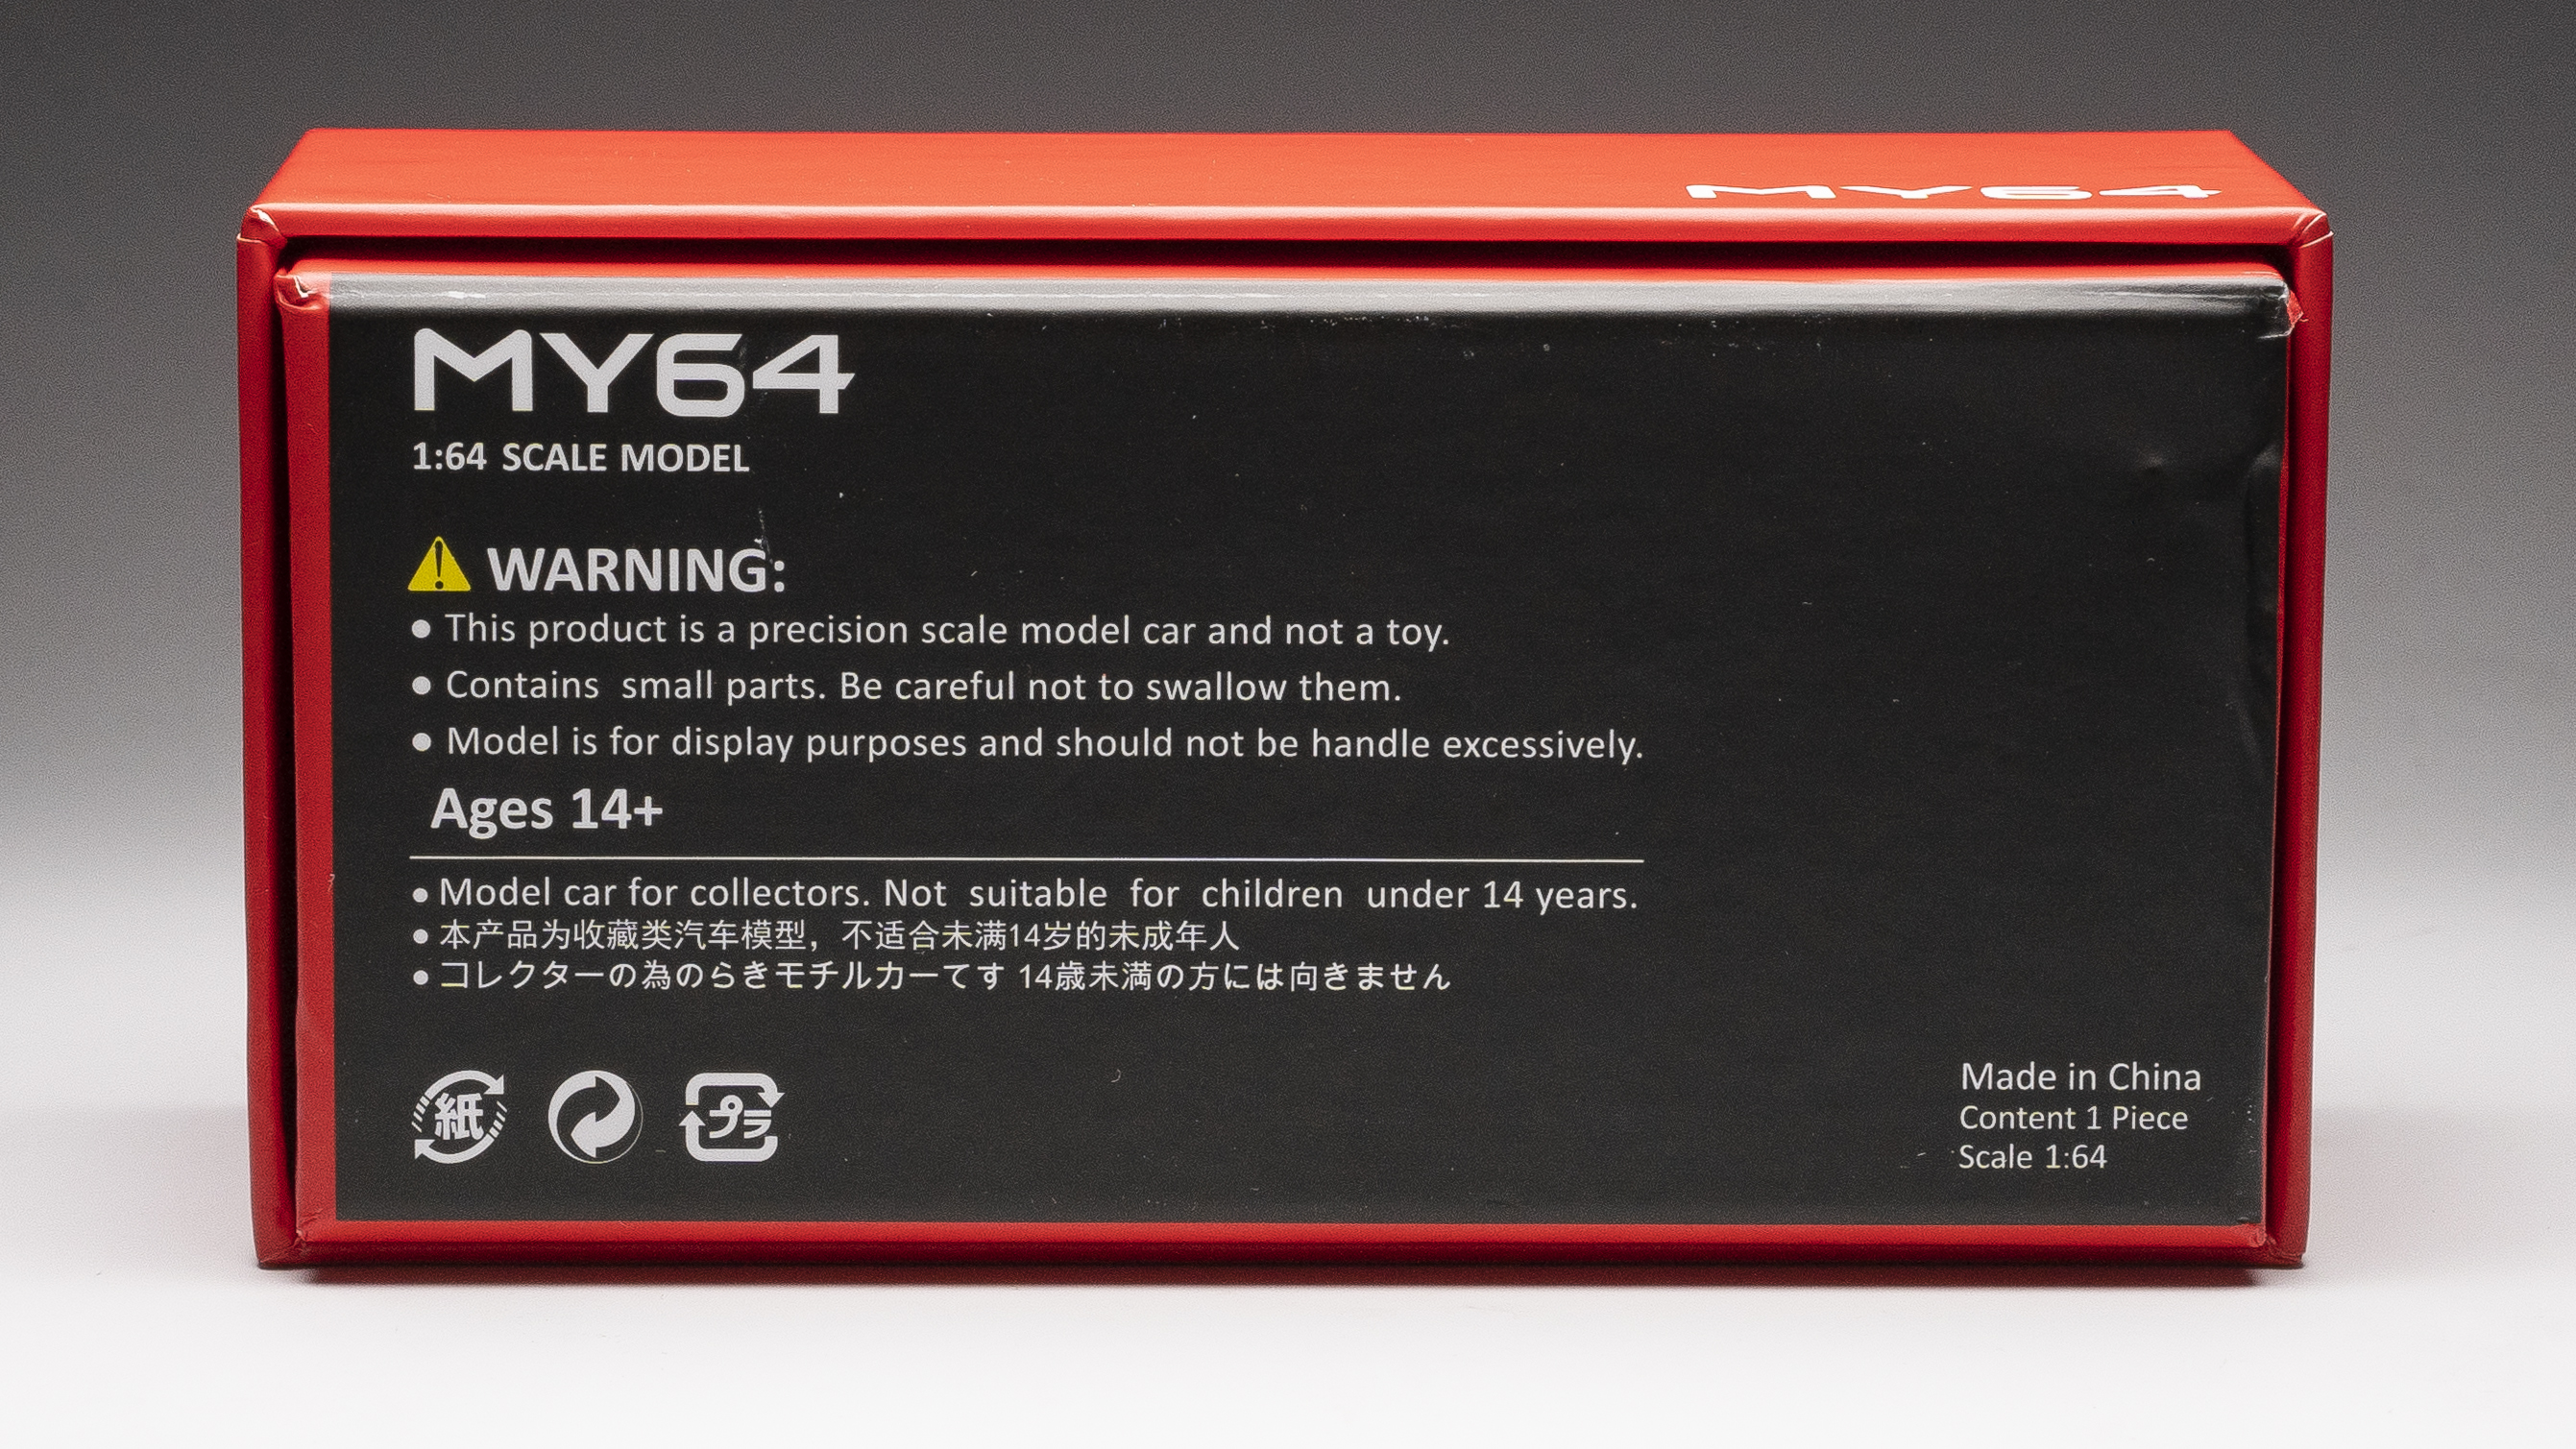 MY64
MY64
1:64 SCALE MODEL
WARNING:
● This product is a precision scale model car and not a toy.
● Contains small parts. Be careful not to swallow them.
● Model is for display purposes and should not be handle excessively.
Ages 14+
● Model car for collectors. Not suitable for children under 14 years.
● 本产品为收藏类汽车模型，不适合未满14岁的未成年人
● コレクターの為のらきモチルカーてす 14歳未満の方には向きません
紙
プラ
Made in China
Content 1 Piece
Scale 1:64